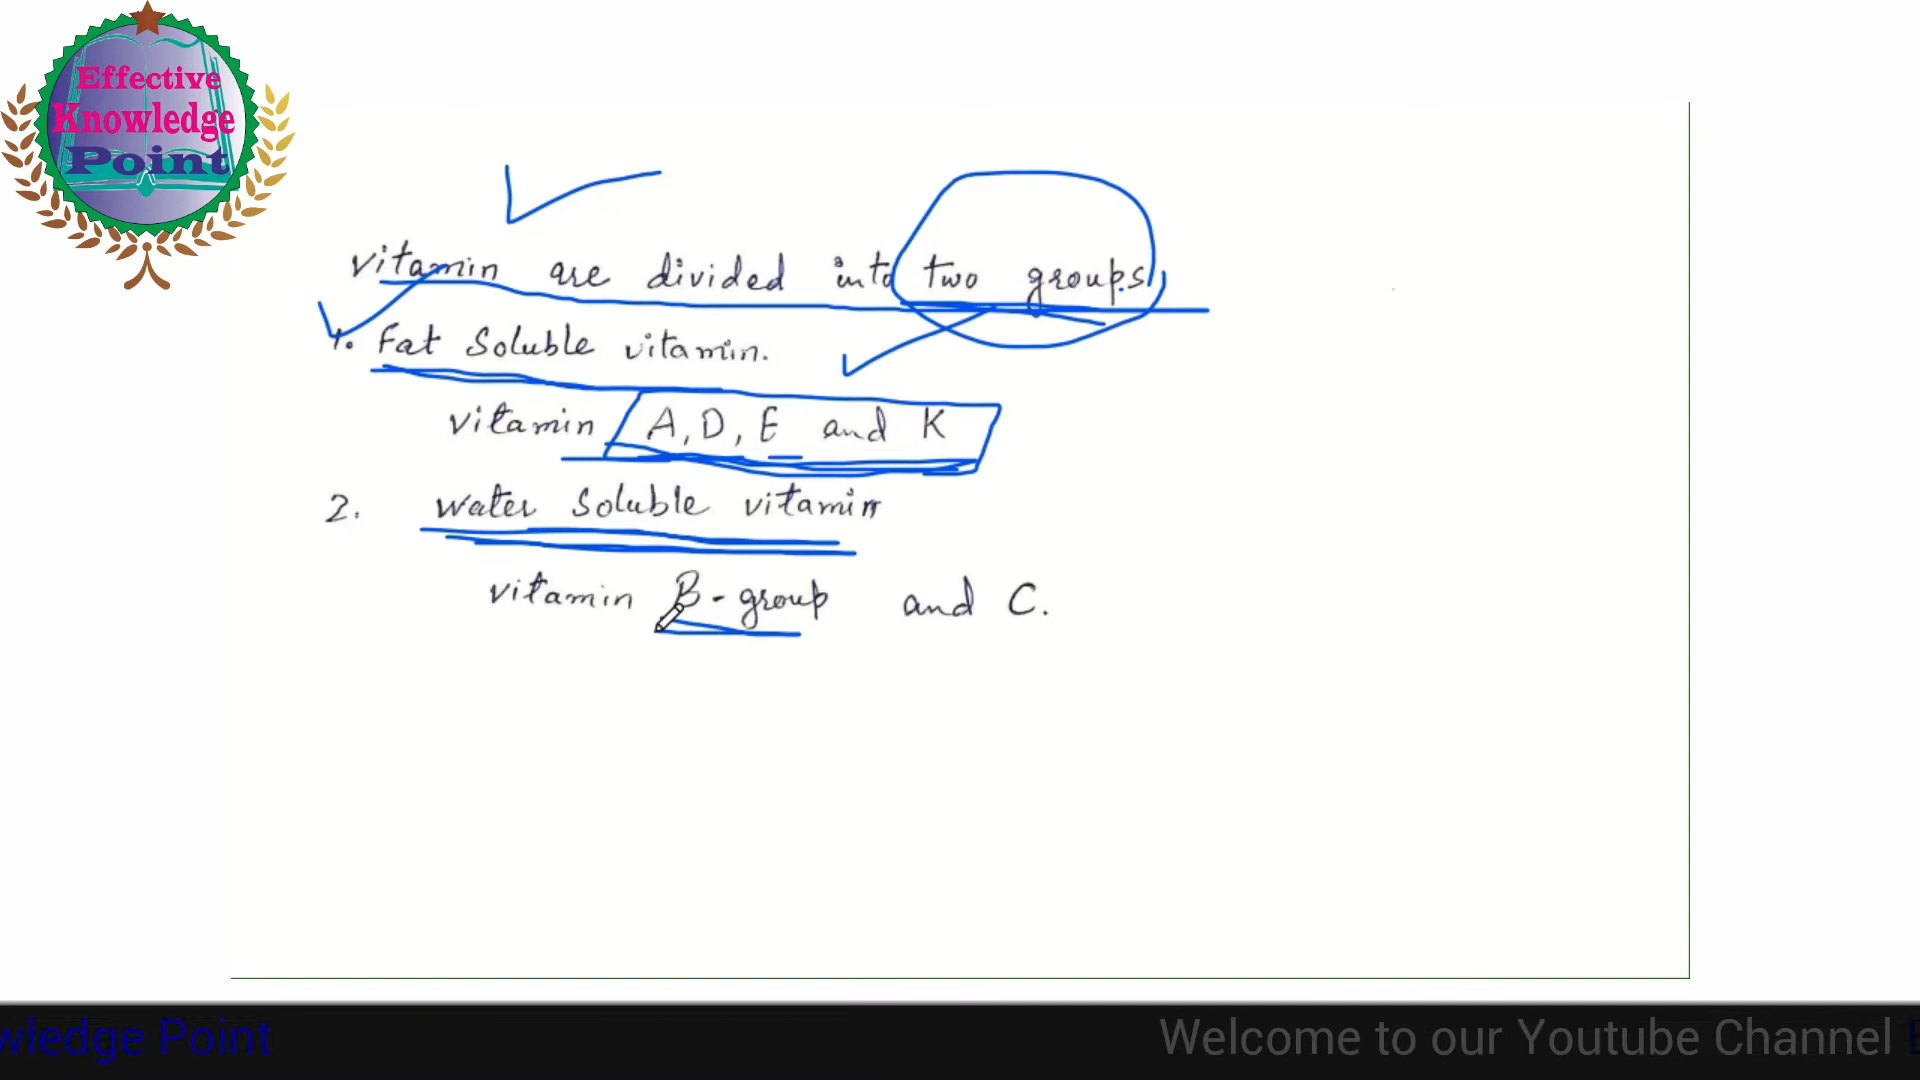 Effective
Knowledge
Point
vitamin are divided into two groups
1. Fat Soluble vitamin.
vitamin A, D, E and K
2. water Soluble vitamin
vitamin B-group and C.
wledge Point Welcome to our Youtube Channel